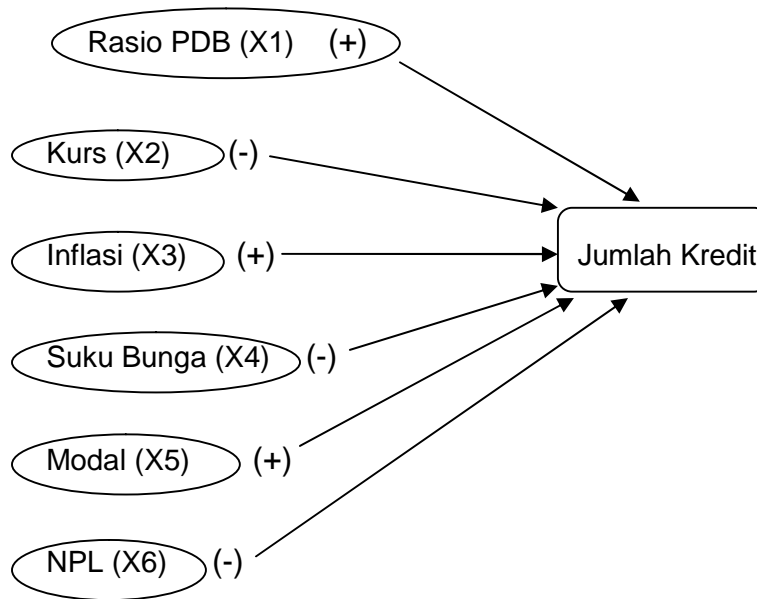 Rasio PDB (X1) (+)
Kurs (X2) (-)
Inflasi (X3) (+)
Jumlah Kredit
Suku Bunga (X4) (-)
Modal (X5) (+)
NPL (X6) (-)